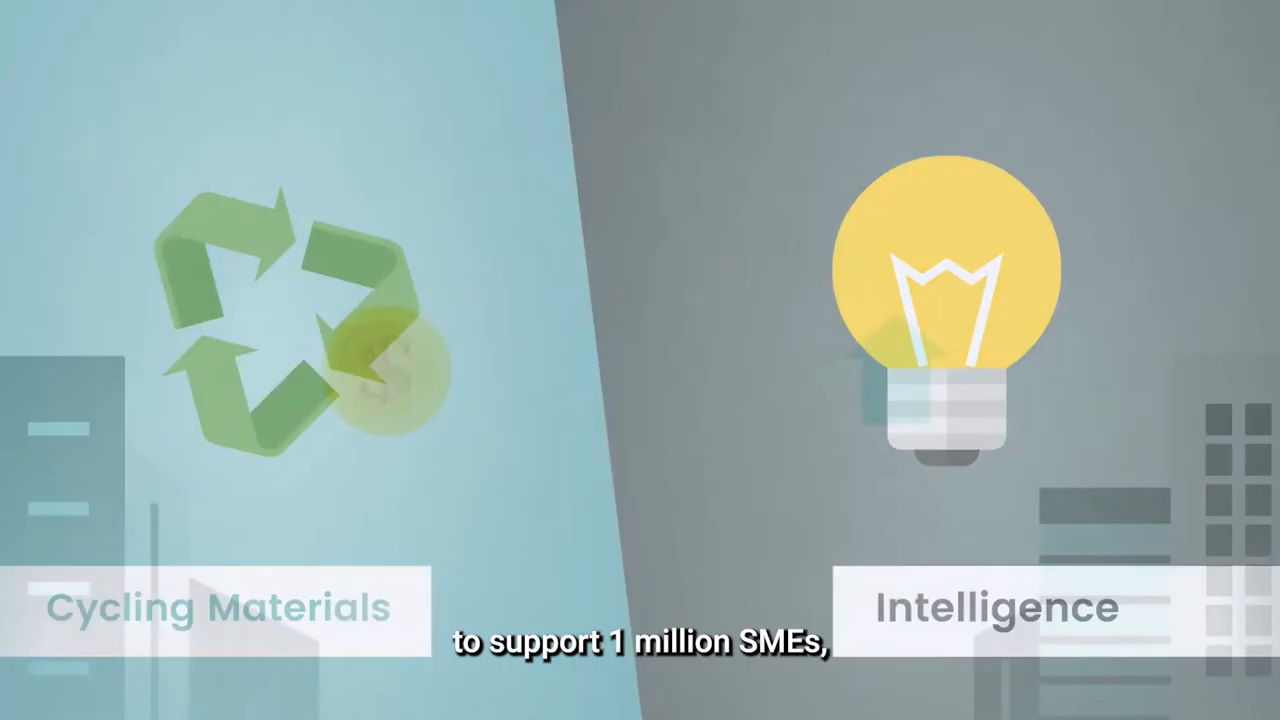 Cycling Materials
Intelligence
to support 1 million SMEs,